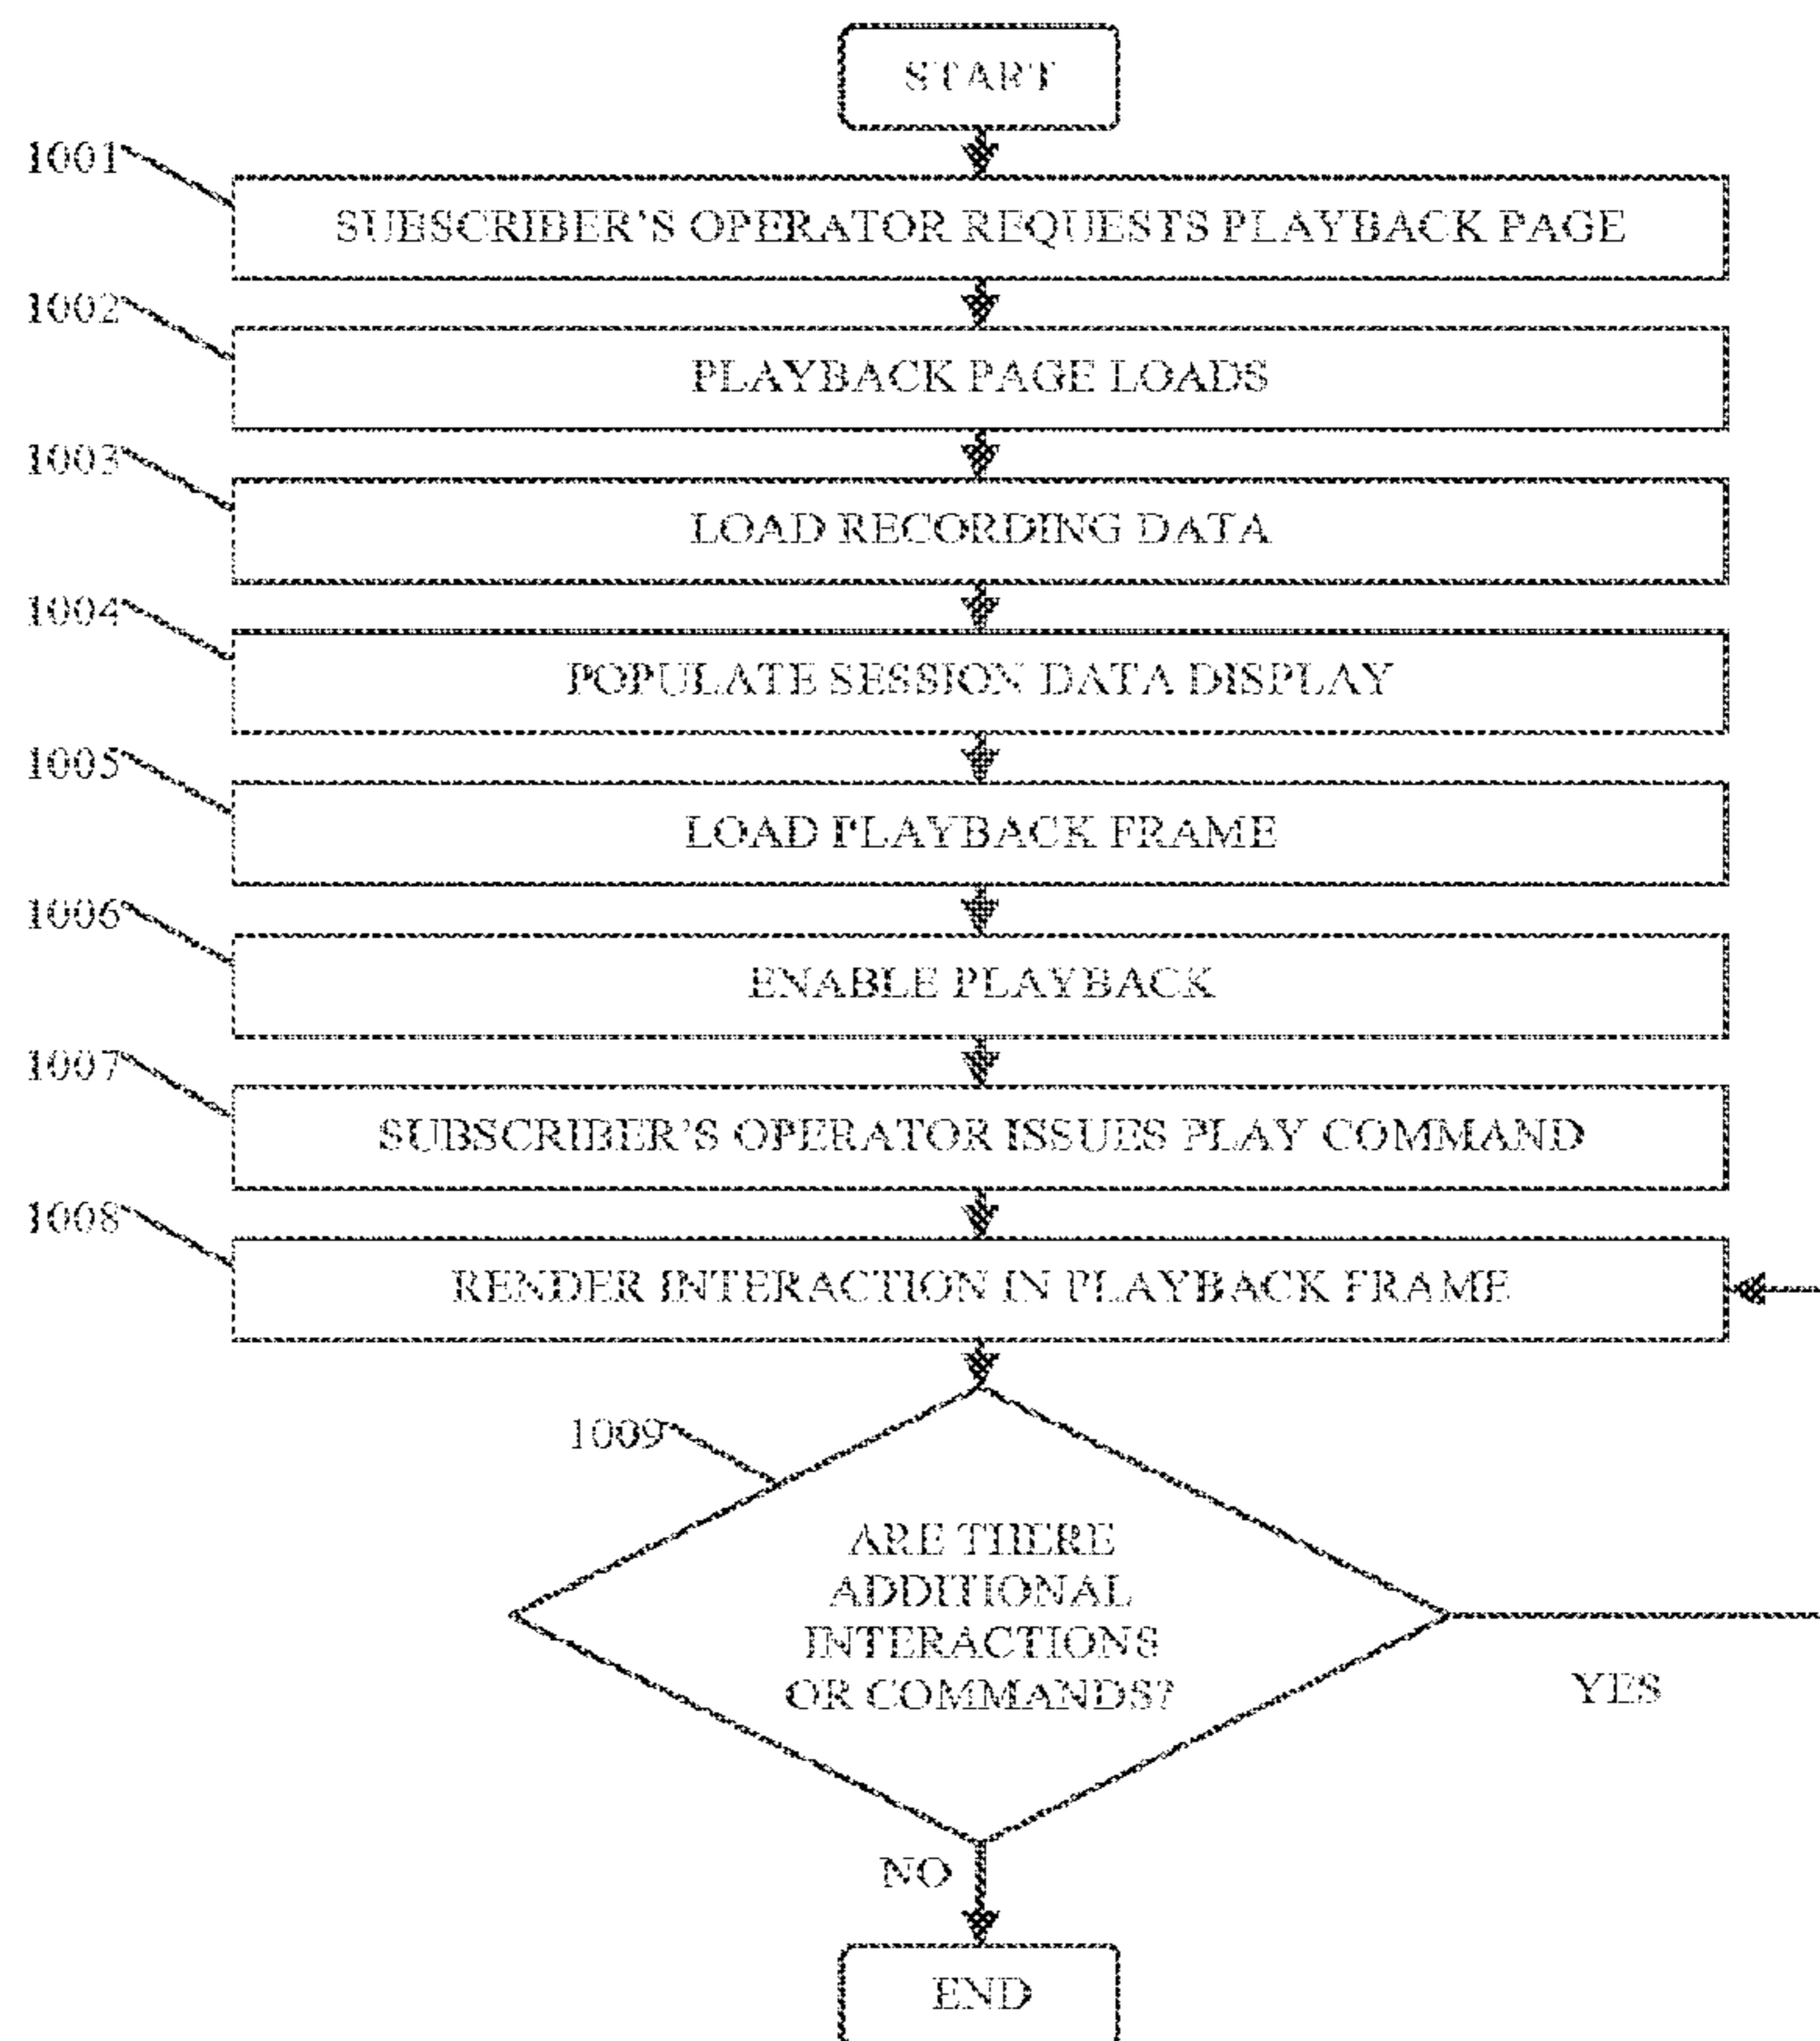 START
1001
SUBSCRIBER'S OPERATOR REQUESTS PLAYBACK PAGE
1002
PLAYBACK PAGE LOADS
1003
LOAD RECORDING DATA
1004
POPULATE SESSION DATA DISPLAY
1005
LOAD PLAYBACK FRAME
1006
ENABLE PLAYBACK
1007
SUBSCRIBER'S OPERATOR ISSUES PLAY COMMAND
1008
RENDER INTERACTION IN PLAYBACK FRAME
1009
ARE THERE
ADDITIONAL
INTERACTIONS
OR COMMANDS?
YES
NO
END